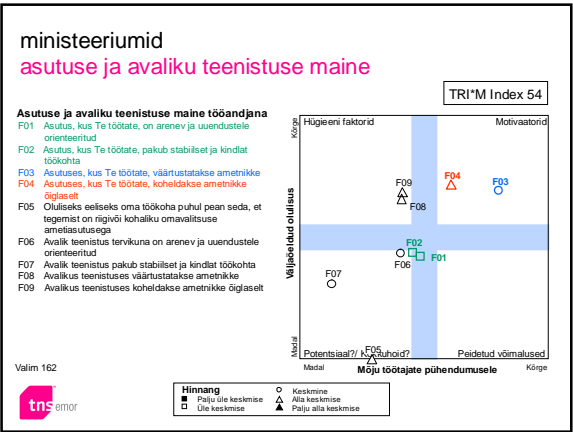 ministeeriumid
asutuse ja avaliku teenistuse maine
TRI*M Index 54
Asutuse ja avaliku teenistuse maine tööandjana
F01 Asutus, kus Te töötate, on arenev ja uuendustele
orienteeritud
F02 Asutus, kus Te töötate, pakub stabiilset ja kindlat
töökohta
F03 Asutuses, kus Te töötate, väärtustatakse ametnikke
F04 Asutuses, kus Te töötate, koheldakse ametnikke
õiglaselt
F05 Oluliseks eeliseks oma töökoha puhul pean seda, et
tegemist on riigivõi kohaliku omavalitsuse
ametiasutusega
F06 Avalik teenistus tervikuna on arenev ja uuendustele
orienteeritud
F07 Avalik teenistus pakub stabiilset ja kindlat töökohta
F08 Avalikus teenistuses väärtustatakse ametnikke
F09 Avalikus teenistuses koheldakse ametnikke õiglaselt
Valim 162
Kõrge
Väljaöeldud olulisus
Madal
Hügieeni faktorid
Motivaatorid
F09
F04
F03
F08
F02
F01
F06
F07
F05
Potentsiaal?/ Kokkuhoid?
Peidetud võimalused
Madal
Mõju töötajate pühendumusele
Kõrge
Hinnang
Palju üle keskmise
Üle keskmise
Keskmine
Alla keskmise
Palju alla keskmise
tns emor